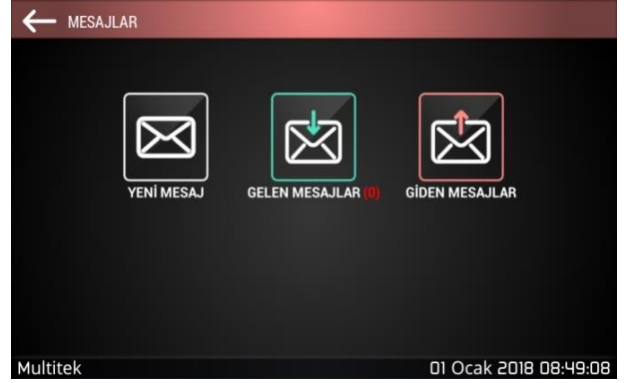 MESAJLAR
YENİ MESAJ
GELEN MESAJLAR (0)
GİDEN MESAJLAR
Multitek
01 Ocak 2018 08:49:08